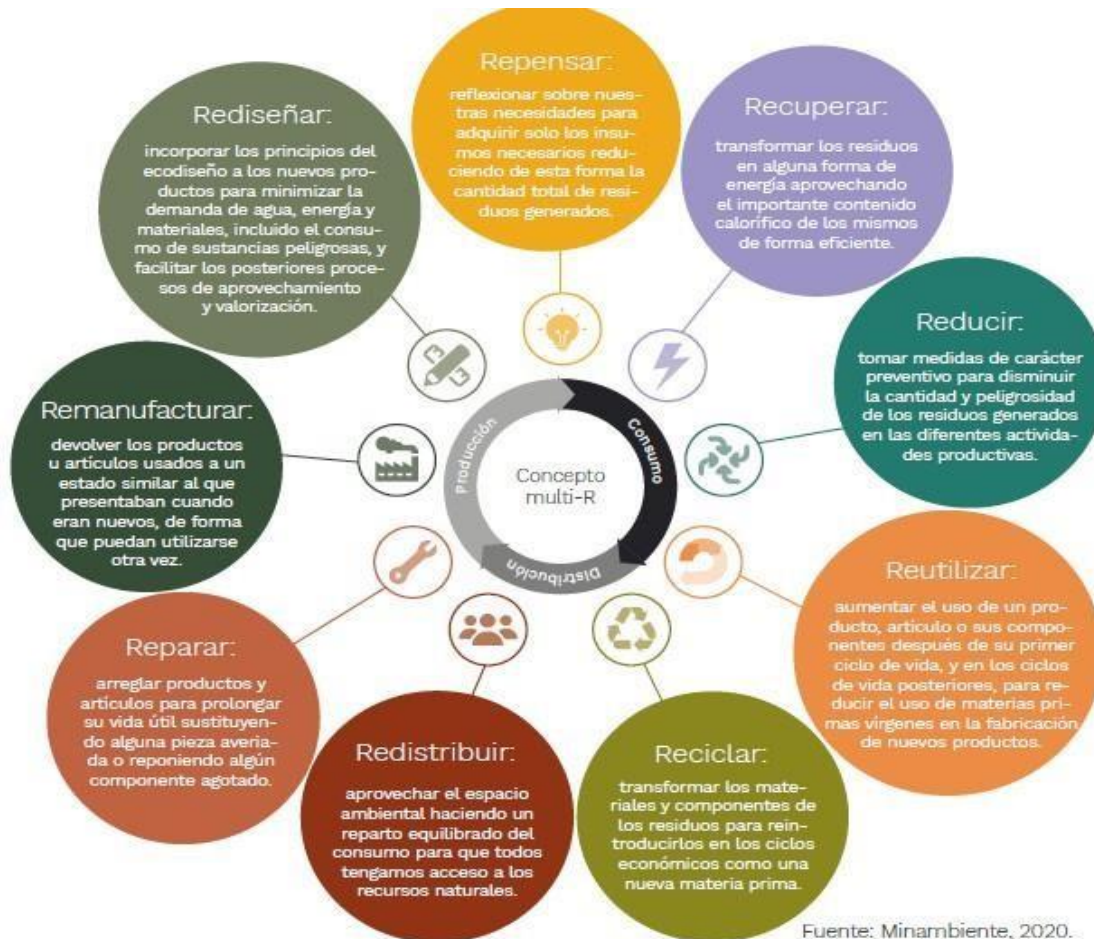 Repensar:
reflexionar sobre nues-
tras necesidades para
adquirir solo los insu-
mos necesarios redu-
ciendo de esta forma la
cantidad total de resi-
duos generados.
Recuperar:
transformar los residuos
en alguna forma de
energía aprovechando
el importante contenido
calorífico de los mismos
de forma eficiente.
Reducir:
tomar medidas de carácter
preventivo para disminuir
la cantidad y peligrosidad
de los residuos generados
en las diferentes activida-
des productivas.
Reutilizar:
aumentar el uso de un pro-
ducto, artículo o sus compo-
nentes después de su primer
ciclo de vida, y en los ciclos
de vida posteriores, para re-
ducir el uso de materias pri-
mas vírgenes en la fabricación
de nuevos productos.
Reciclar:
transformar los mate-
riales y componentes de
los residuos para rein-
troducirlos en los ciclos
económicos como una
nueva materia prima.
Redistribuir:
aprovechar el espacio
ambiental haciendo un
reparto equilibrado del
consumo para que todos
tengamos acceso a los
recursos naturales.
Reparar:
arreglar productos y
artículos para prolongar
su vida útil sustituyen-
do alguna pieza averia-
da o reponiendo algún
componente agotado.
Remanufacturar:
devolver los productos
u artículos usados a un
estado similar al que
presentaban cuando
eran nuevos, de forma
que puedan utilizarse
otra vez.
Rediseñar:
incorporar los principios del
ecodiseño a los nuevos pro-
ductos para minimizar la
demanda de agua, energía y
materiales, incluido el consu-
mo de sustancias peligrosas, y
facilitar los posteriores proce-
sos de aprovechamiento
y valorización.
Producción
Consumo
Distribución
Concepto
multi-R
Fuente: Minambiente, 2020.